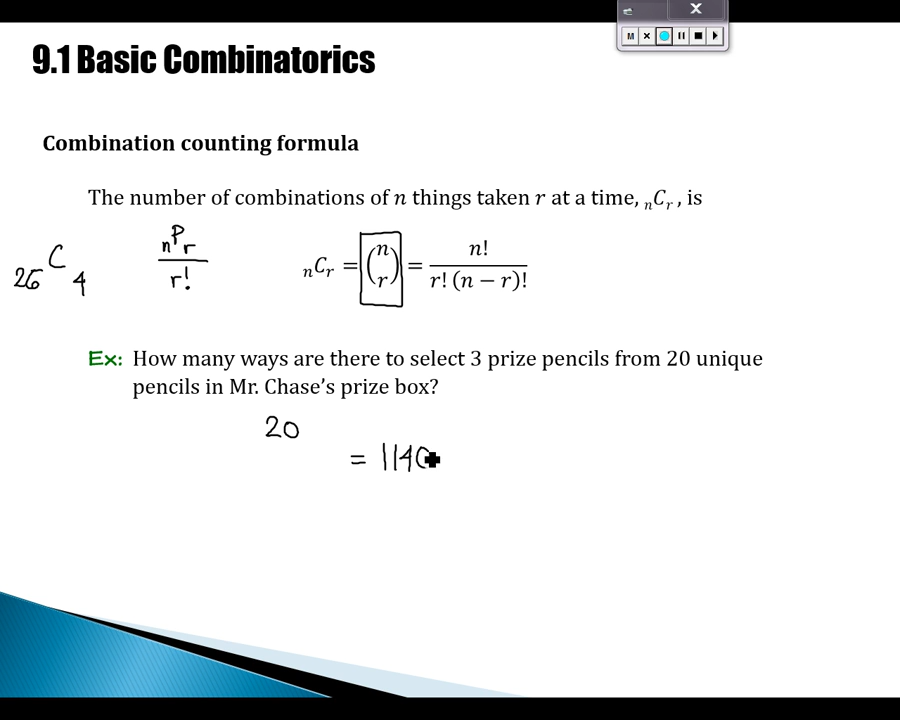 M
X
9.1 Basic Combinatorics
Combination counting formula
The number of combinations of n things taken r at a time, nCr , is
26 C 4
nPr / r!
nCr = (n r) = n! / r! (n − r)!
Ex: How many ways are there to select 3 prize pencils from 20 unique
pencils in Mr. Chase's prize box?
20
= 1140